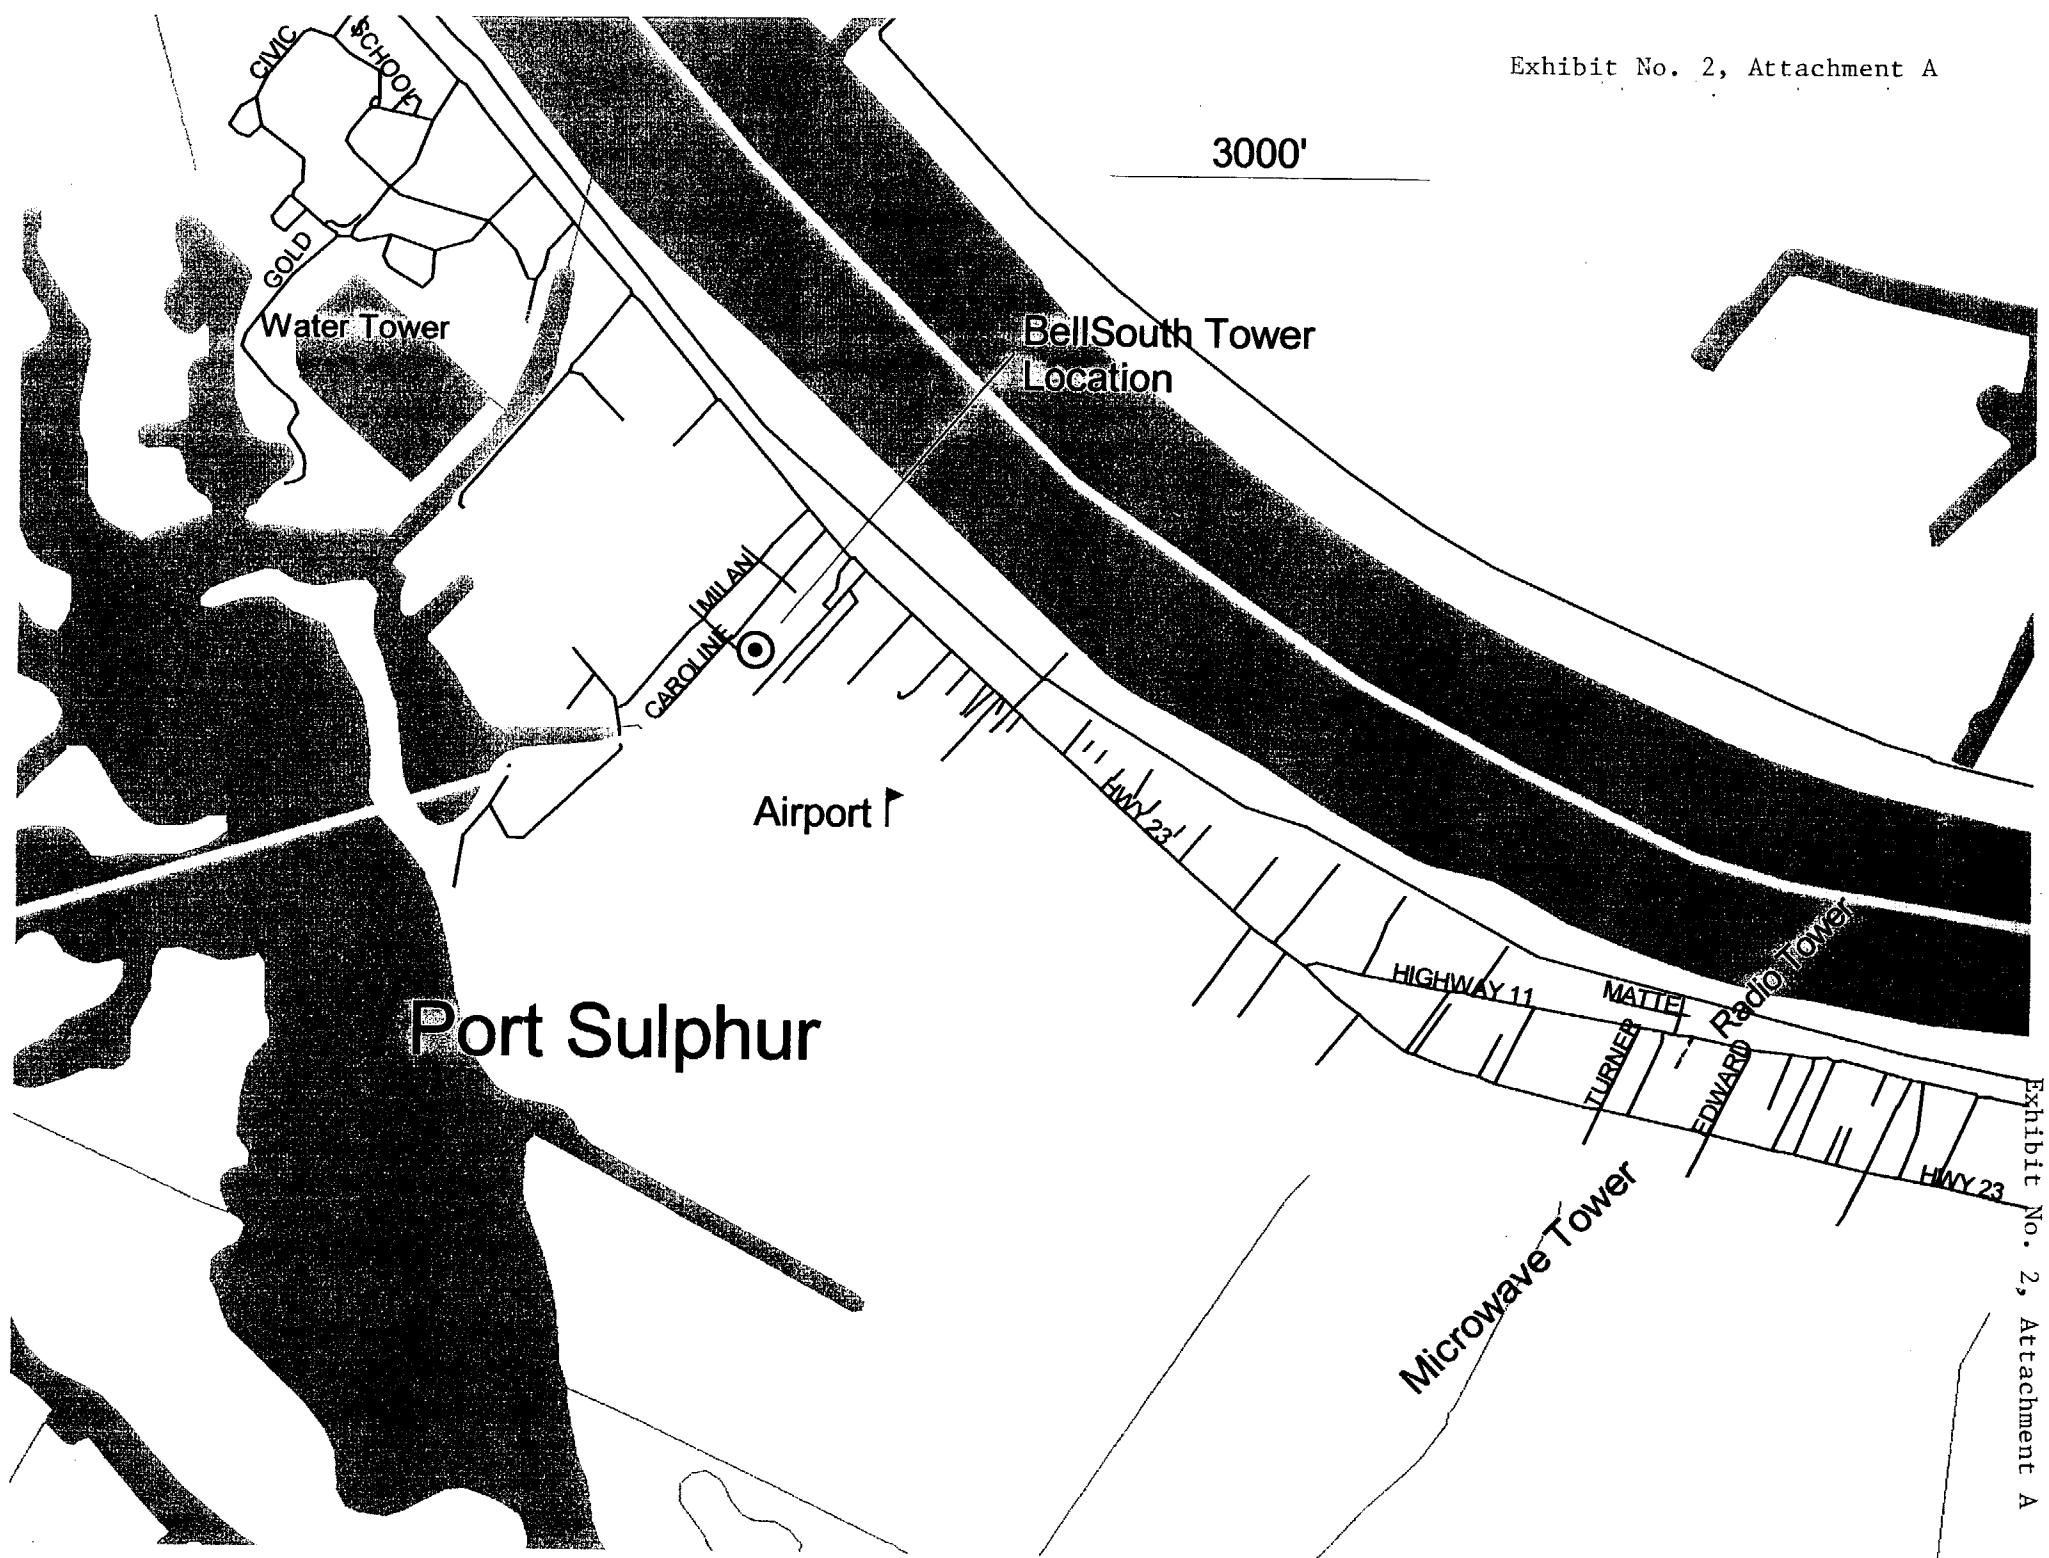 Exhibit No. 2, Attachment A
CIVIC
SCHOOL
3000'
GOLD
Water Tower
BellSouth Tower
Location
MILAN
CAROLINE
Airport
HWY 23
HIGHWAY 11
MATTE
Radio Tower
Port Sulphur
TURNER
EDWARD
HWY 23
Microwave Tower
Exhibit No. 2, Attachment A